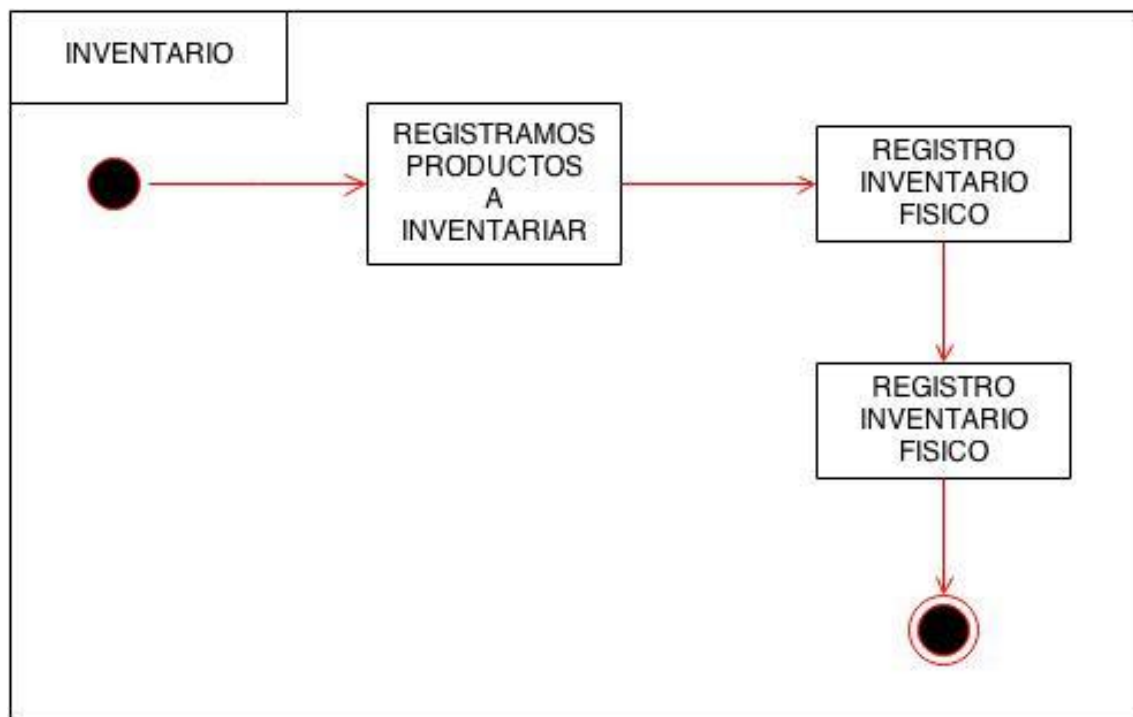 INVENTARIO
REGISTRAMOS
PRODUCTOS
A
INVENTARIAR
REGISTRO
INVENTARIO
FISICO
REGISTRO
INVENTARIO
FISICO